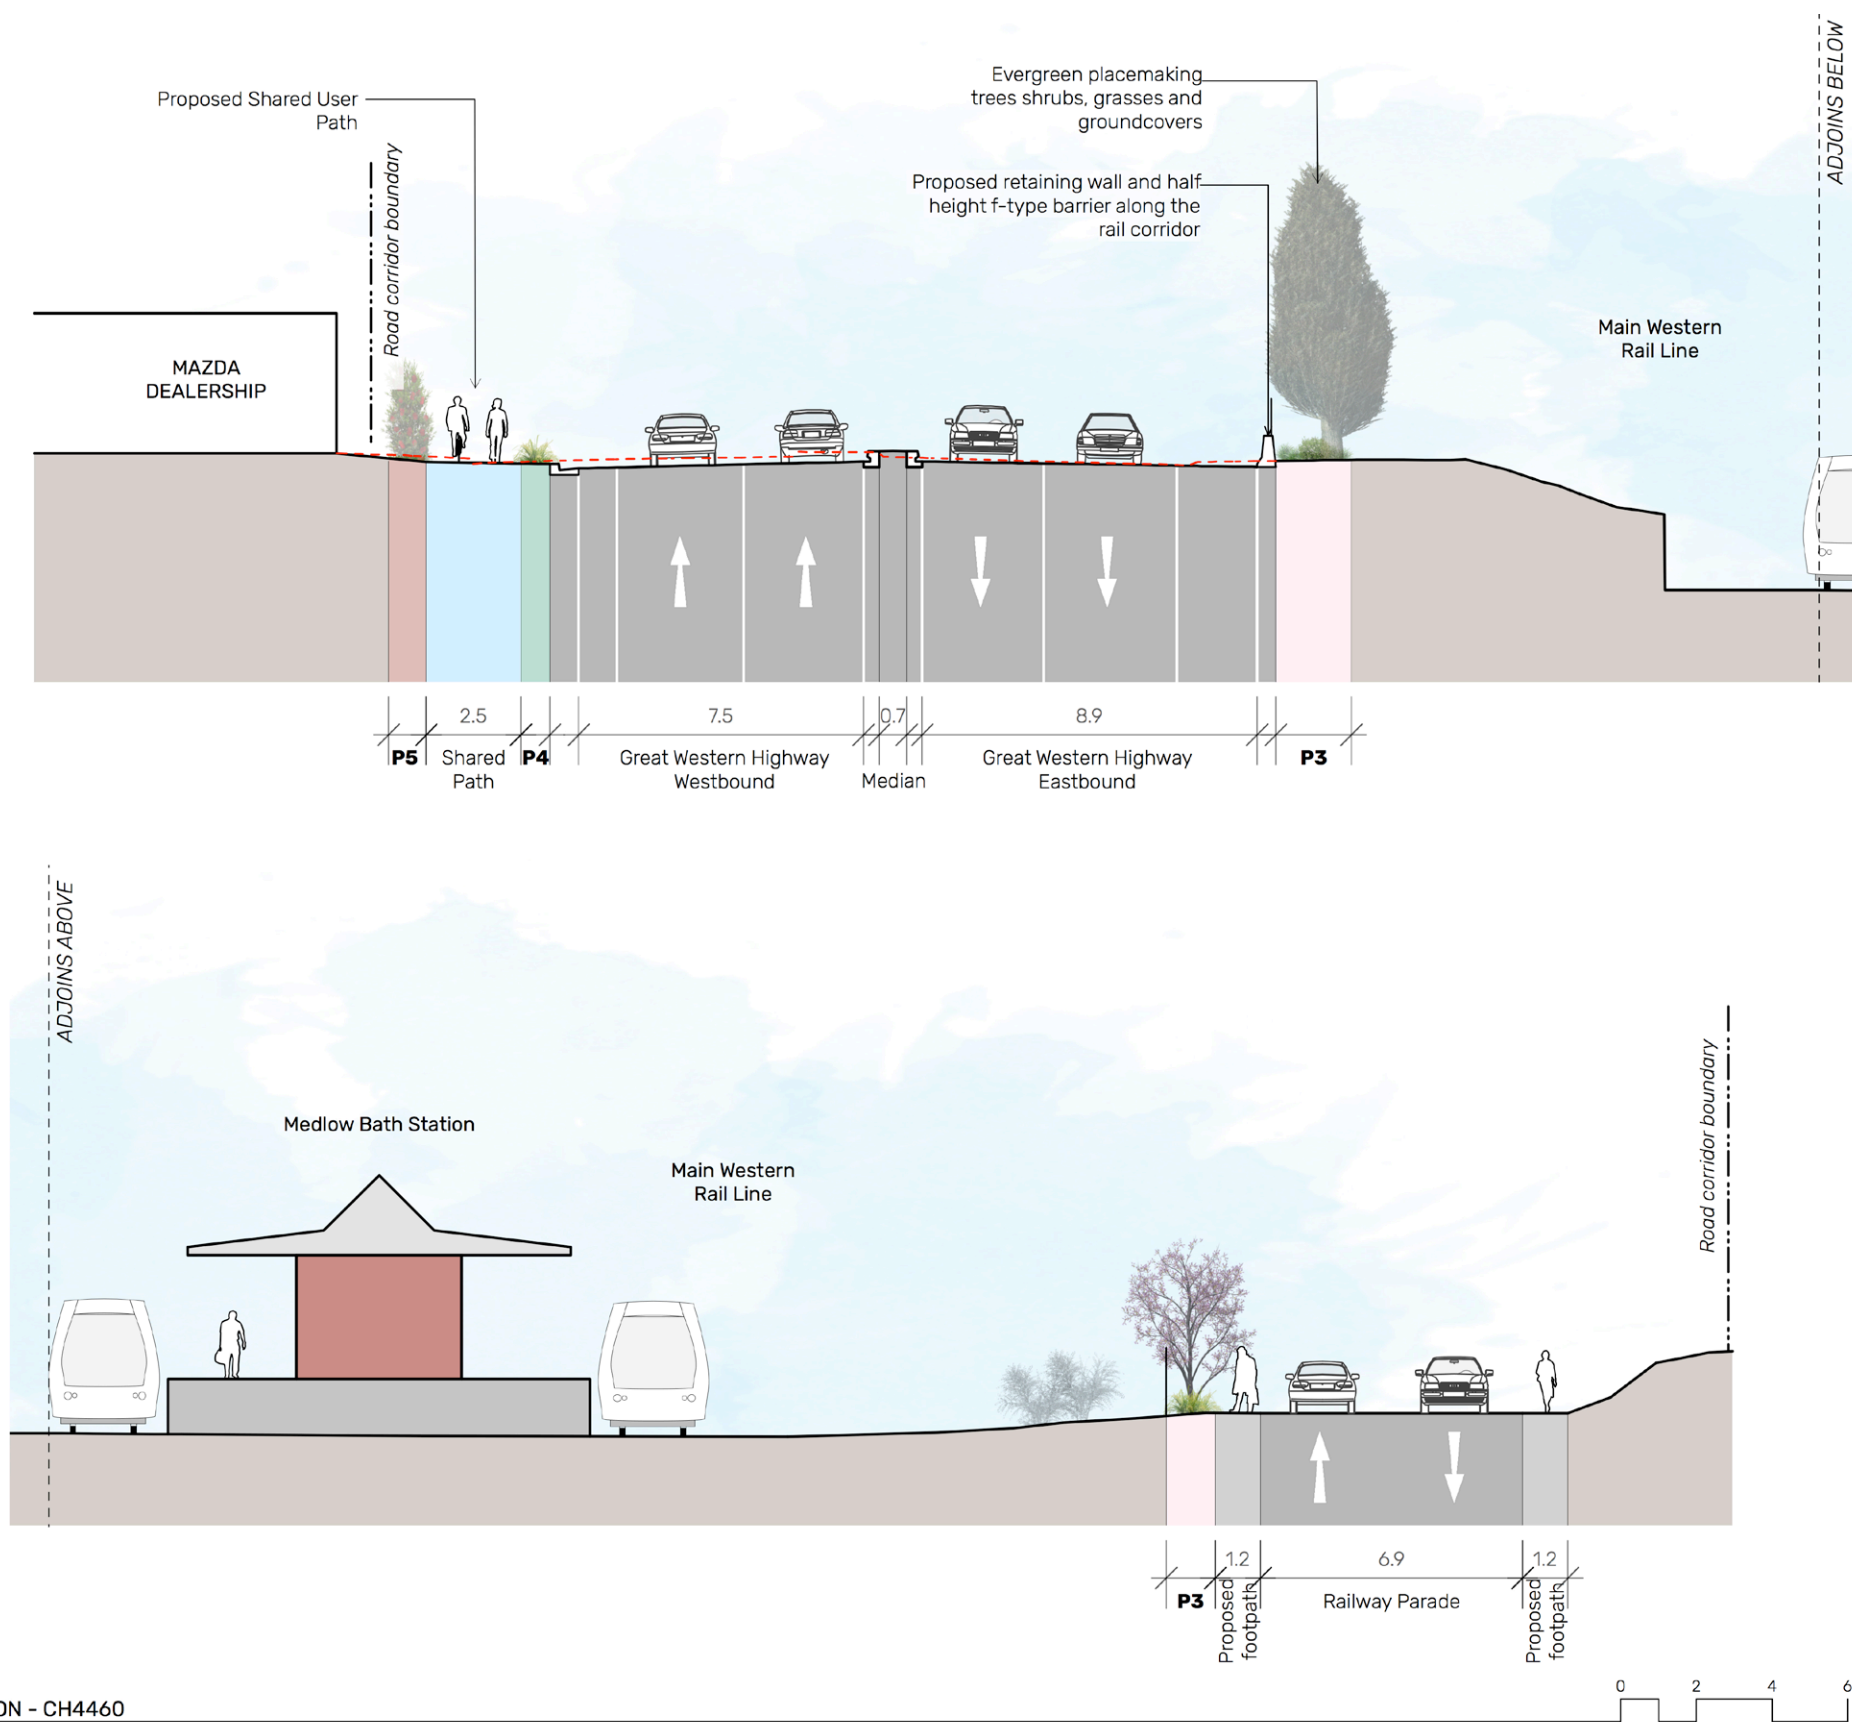 Evergreen placemaking
trees shrubs, grasses and
groundcovers
Proposed Shared User
Path
Road corridor boundary
Proposed retaining wall and half
height f-type barrier along the
rail corridor
ADJOINS BELOW
Main Western
Rail Line
MAZDA
DEALERSHIP
2.5
7.5
0.7
8.9
P5
Shared
Path
P4
Great Western Highway
Westbound
Median
Great Western Highway
Eastbound
P3
ADJOINS ABOVE
Medlow Bath Station
Main Western
Rail Line
Road corridor boundary
1.2
6.9
1.2
P3
Proposed
footpath
Railway Parade
Proposed
footpath
0 2 4 6
ON - CH4460